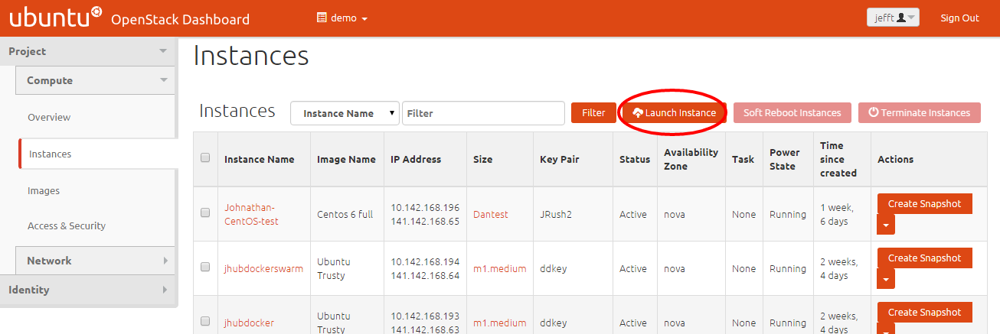 ubuntu OpenStack Dashboard demo jefft Sign Out
Project
Compute
Overview
Instances
Images
Access & Security
Network
Identity
Instances
Instances Instance Name Filter Filter Launch Instance Soft Reboot Instances Terminate Instances
Instance Name Image Name IP Address Size Key Pair Status Availability Zone Task Power State Time since created Actions
Johnathan-CentOS-test Centos 6 full 10.142.168.196 141.142.168.65 Dantest JRush2 Active nova None Running 1 week, 6 days Create Snapshot
jhubdockerswarm Ubuntu Trusty 10.142.168.194 141.142.168.64 m1.medium ddkey Active nova None Running 2 weeks, 4 days Create Snapshot
jhubdocker Ubuntu Trusty 10.142.168.193 141.142.168.63 m1.medium ddkey Active nova None Running 2 weeks, 4 days Create Snapshot